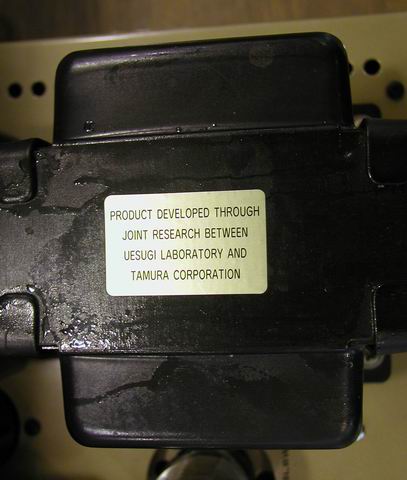 PRODUCT DEVELOPED THROUGH
JOINT RESEARCH BETWEEN
UESUGI LABORATORY AND
TAMURA CORPORATION